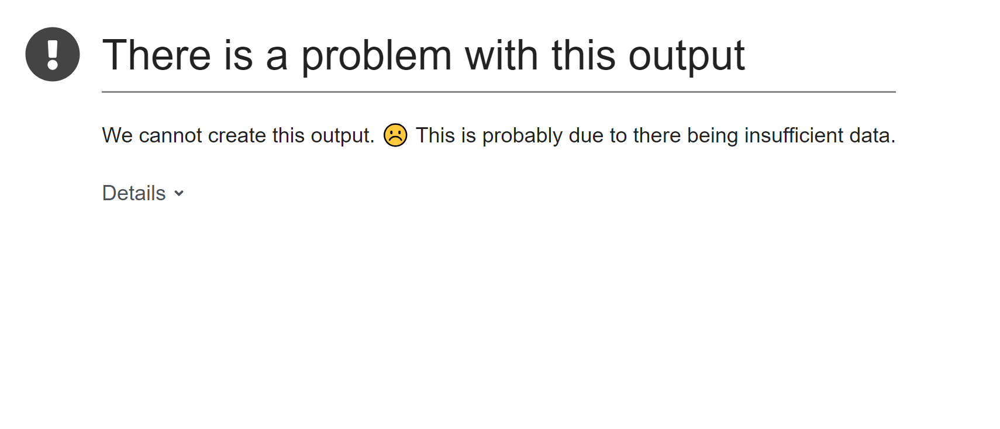 There is a problem with this output
We cannot create this output. ☹️ This is probably due to there being insufficient data.
Details